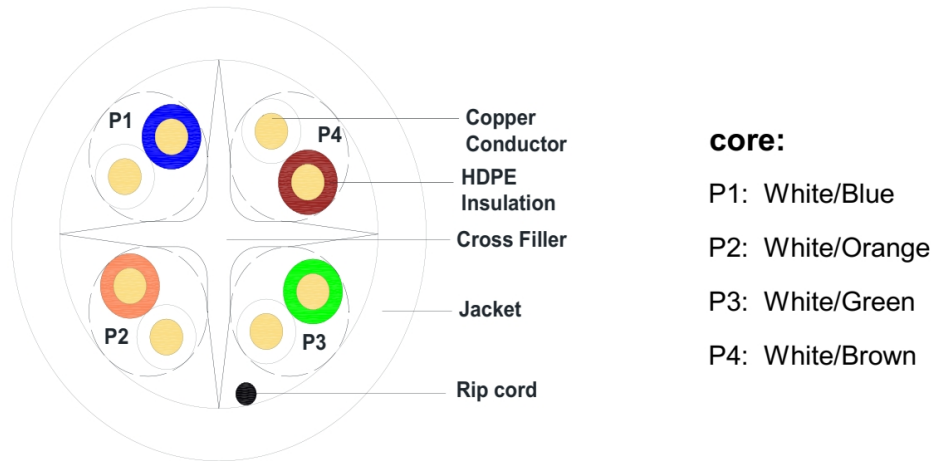 P1
P4
P2
P3
Copper
Conductor
HDPE
Insulation
Cross Filler
Jacket
Rip cord
core:
P1: White/Blue
P2: White/Orange
P3: White/Green
P4: White/Brown